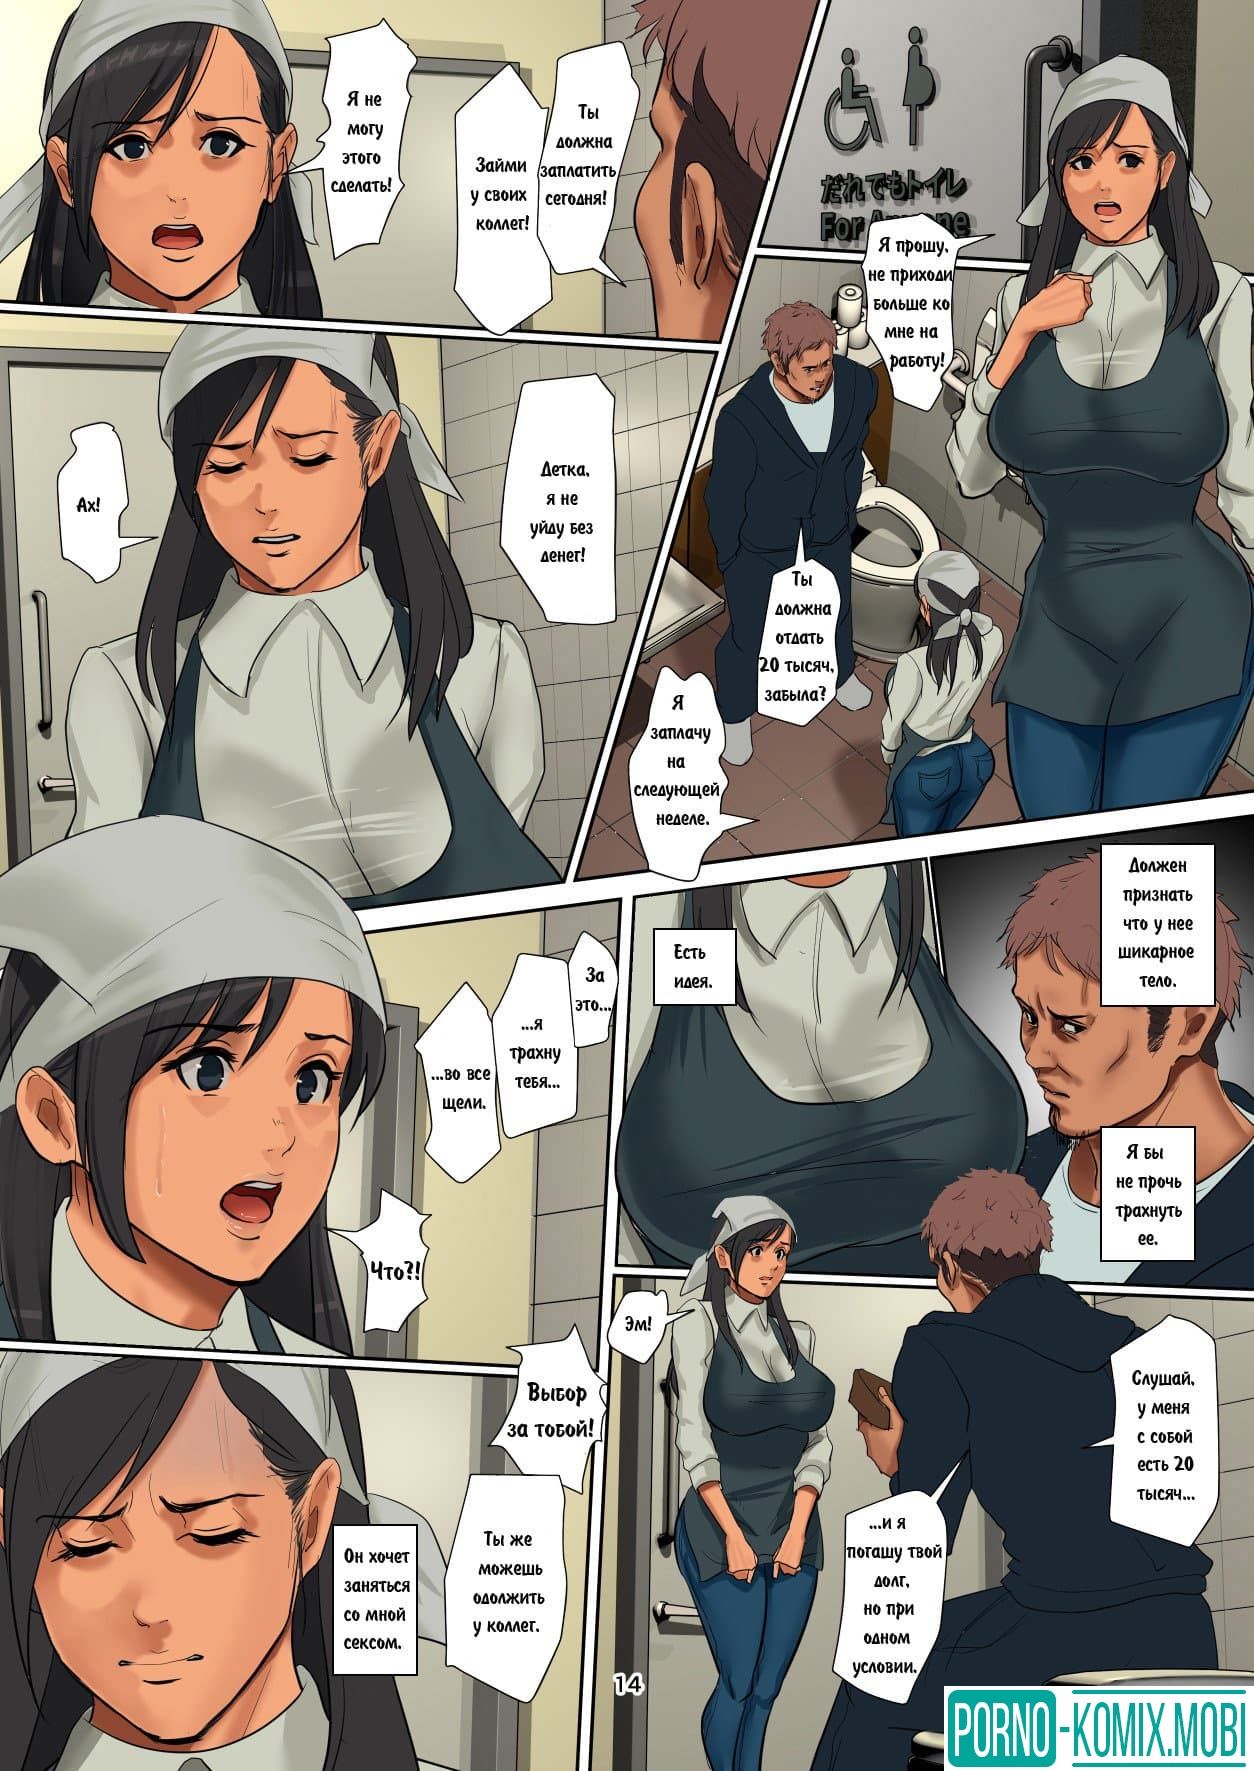 だれでもトイレ
For Anyone
Я прошу,
не приходи
больше ко
мне на
работу!
Ты
должна
отдать
20 тысяч,
забыла?
Я
заплачу
на
следующей
неделе.
Ты
должна
заплатить
сегодня!
Займи
у своих
коллег!
Я не
могу
этого
сделать!
Детка,
я не
уйду без
денег!
Ах!
Должен
признать
что у нее
шикарное
тело.
Я бы
не прочь
трахнуть
ее.
Есть
идея.
Слушай,
у меня
с собой
есть 20
тысяч...
...и я
погашу твой
долг,
но при
одном
условии.
Эм!
За
это...
...я
трахну
тебя...
...во все
щели.
Что?!
Выбор
за тобой!
Ты же
можешь
одолжить
у коллег.
Он хочет
заняться
со мной
сексом.
14
PORNO-KOMIX.MOBI